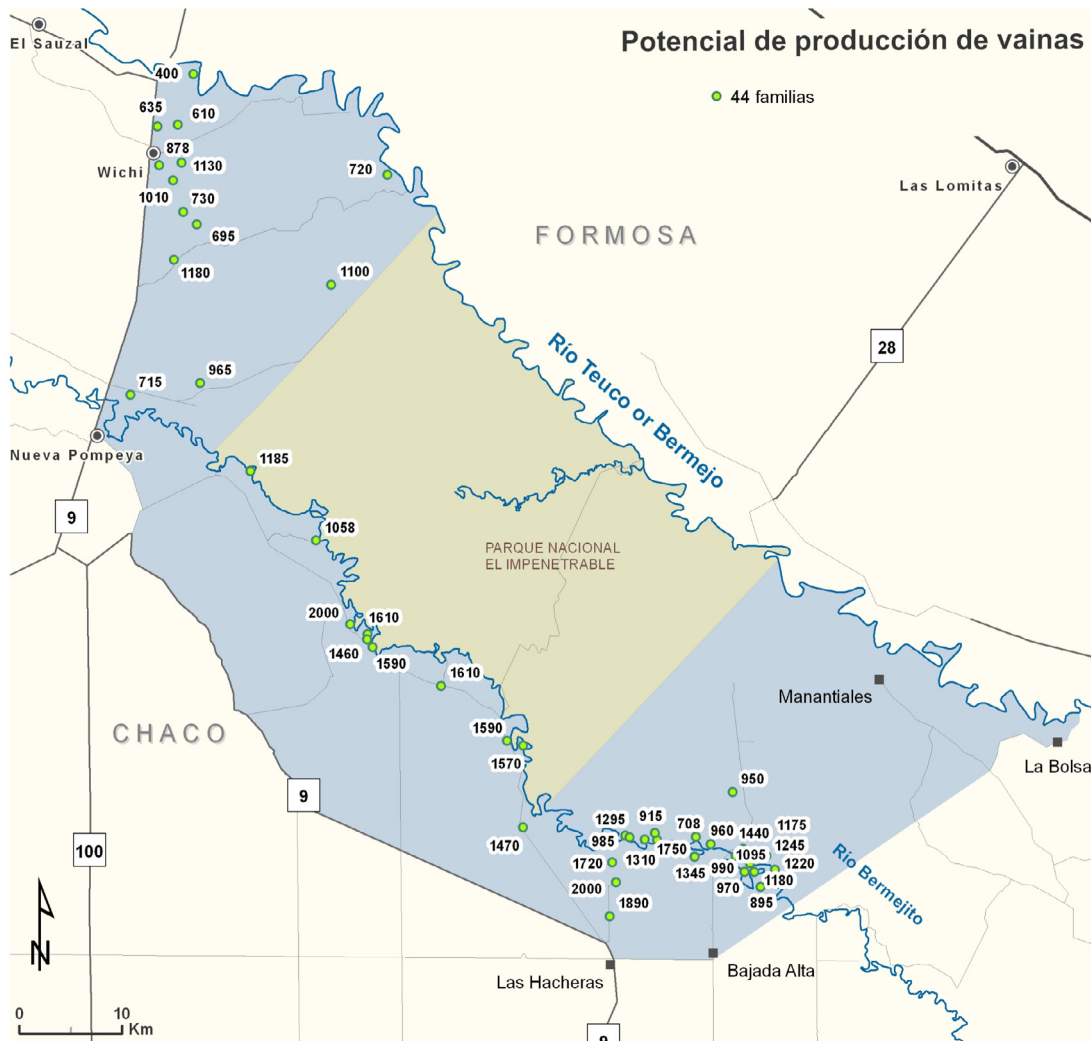 El Sauzal
Potencial de producción de vainas
44 familias
400
635
610
878
Wichi
1130
720
Las Lomitas
1010
730
695
FORMOSA
1180
1100
Río Teuco or Bermejo
28
965
715
Nueva Pompeya
1185
9
1058
PARQUE NACIONAL
EL IMPENETRABLE
2000
1610
1460
1590
1610
Manantiales
CHACO
1590
1570
La Bolsa
950
9
1295
915
708
960
1440
1175
985
1245
1470
1750
1095
100
1720
1310
1345
990
1220
2000
970
1180
Río Bermejito
1890
895
N
Las Hacheras
Bajada Alta
0
10
Km
9